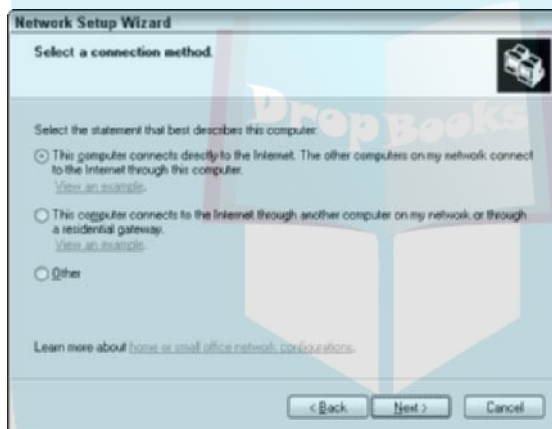 Network Setup Wizard
Select a connection method.
DropBooks
Select the statement that best describes this computer:
This computer connects directly to the Internet. The other computers on my network connect
to the Internet through this computer.
View an example.
This computer connects to the Internet through another computer on my network or through
a residential gateway.
View an example.
Other
Learn more about home or small office network configurations.
< Back
Next >
Cancel